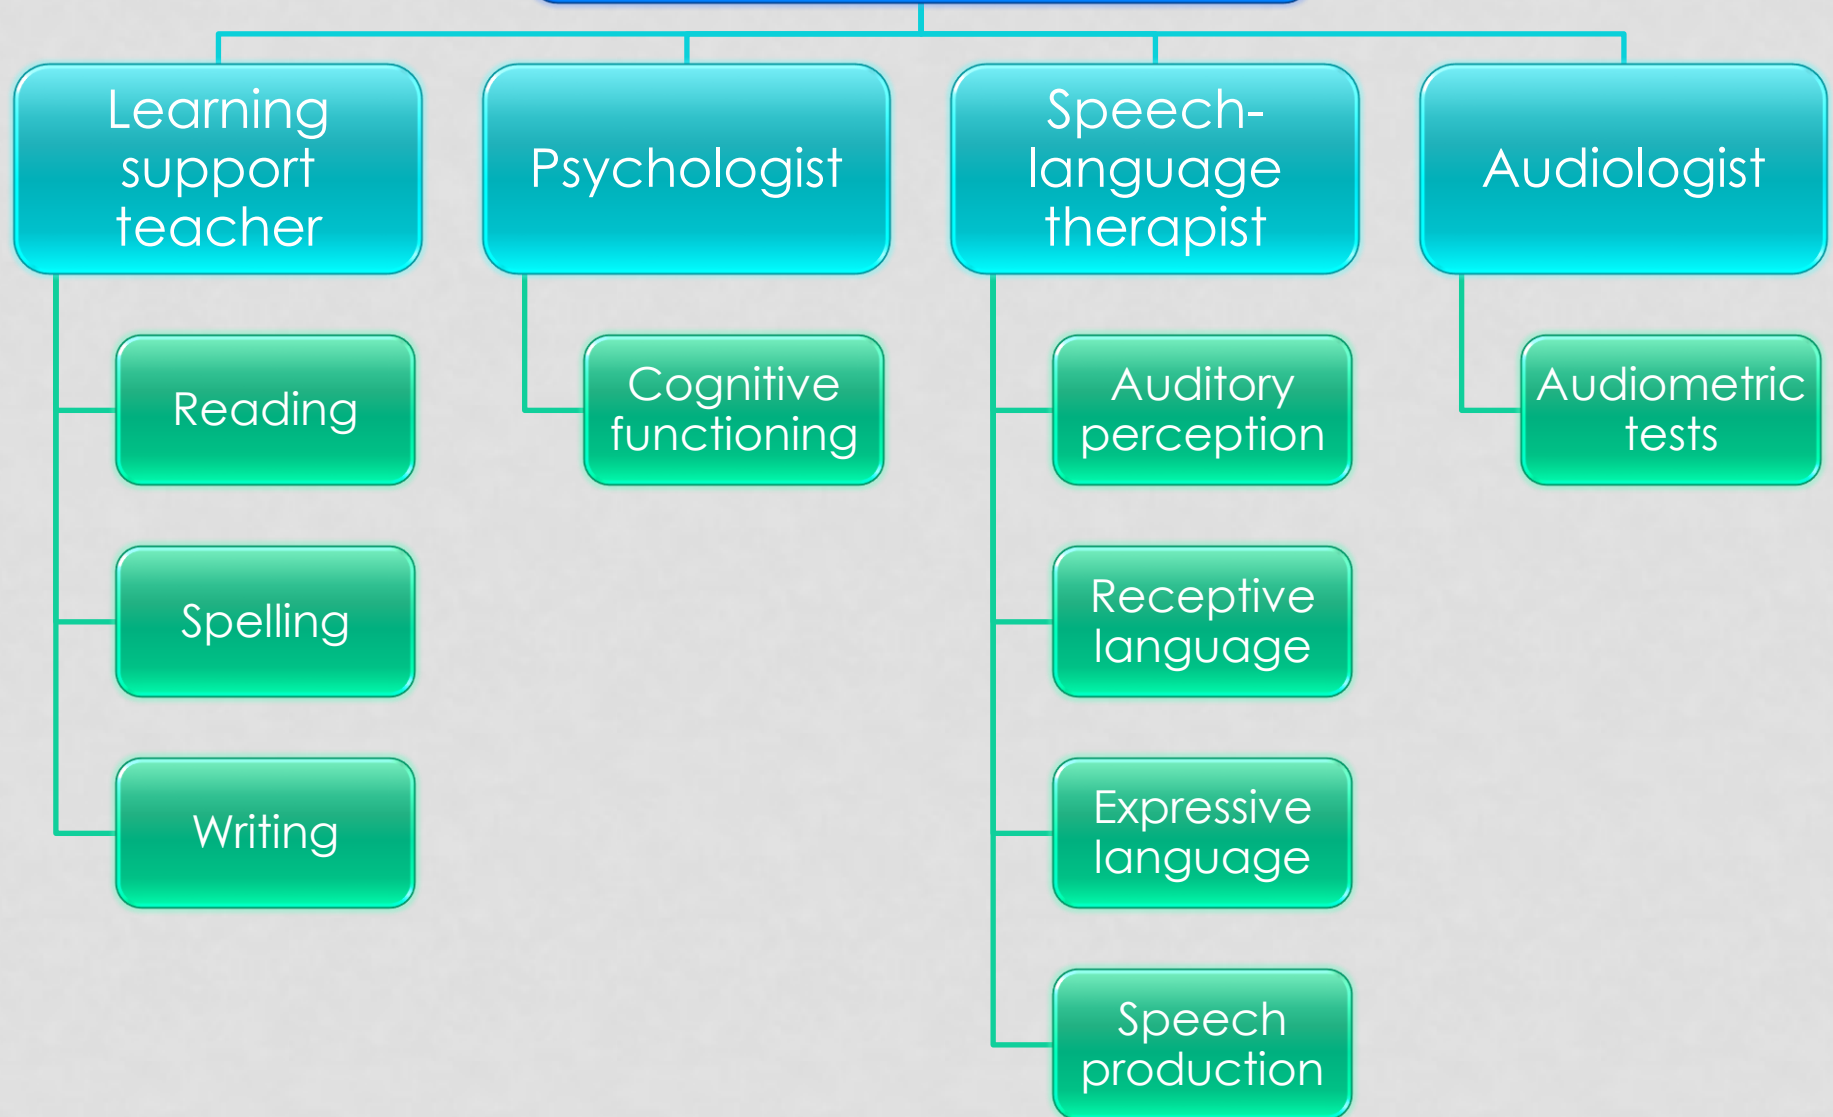 Learning
support
teacher
Psychologist
Speech-
language
therapist
Audiologist
Reading
Spelling
Writing
Cognitive
functioning
Auditory
perception
Receptive
language
Expressive
language
Speech
production
Audiometric
tests